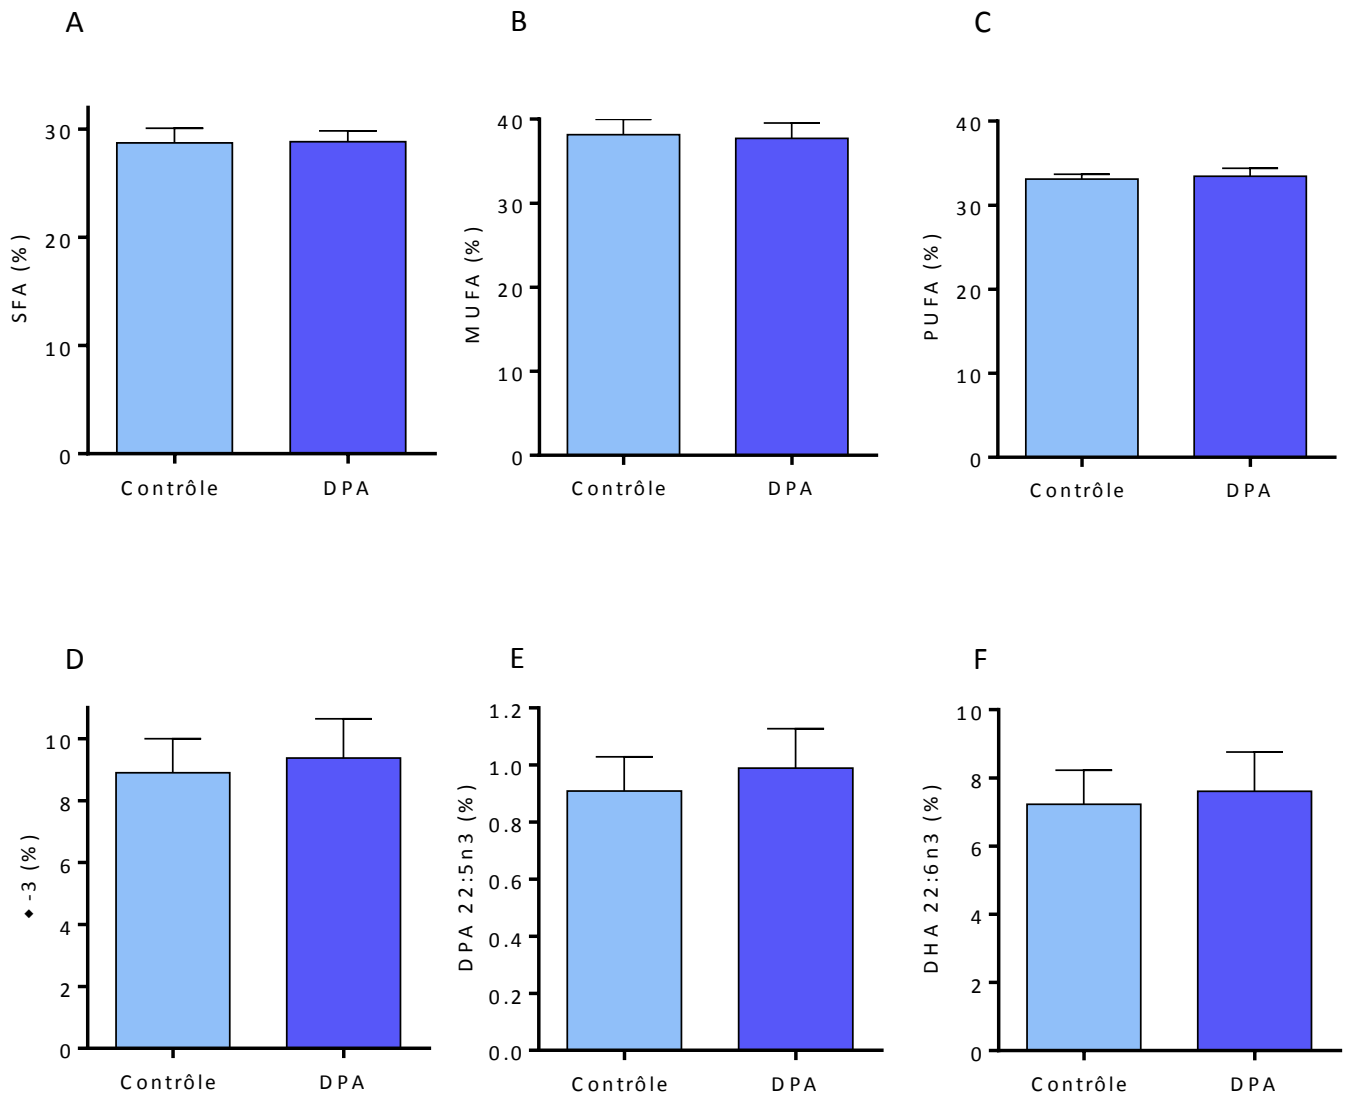 A
B
C
SFA (%)
30
20
10
0
Contrôle
DPA
MUFA (%)
40
30
20
10
0
Contrôle
DPA
PUFA (%)
40
30
20
10
0
Contrôle
DPA
D
E
F
◆-3 (%)
10
8
6
4
2
0
Contrôle
DPA
DPA 22:5n3 (%)
1.2
1.0
0.8
0.6
0.4
0.2
0.0
Contrôle
DPA
DHA 22:6n3 (%)
10
8
6
4
2
0
Contrôle
DPA